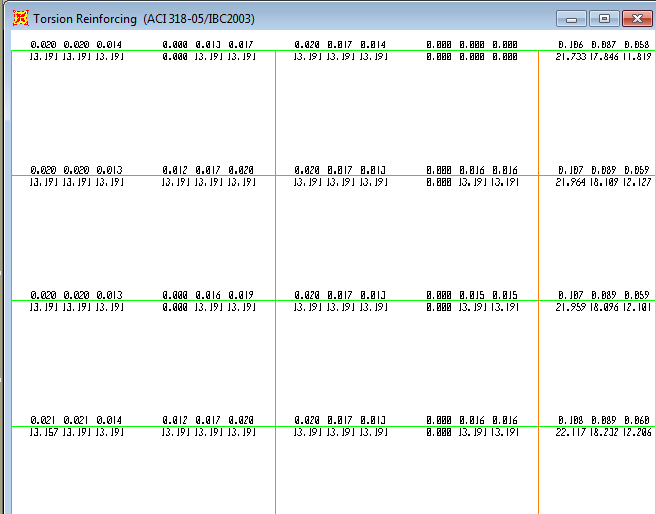 Torsion Reinforcing (ACI 318-05/IBC2003)
0.020 0.020 0.014 0.000 0.013 0.017 0.020 0.017 0.014 0.000 0.000 0.000 0.106 0.087 0.058
13.191 13.191 13.191 0.000 13.191 13.191 13.191 13.191 13.191 0.000 0.000 0.000 21.733 17.846 11.819
0.020 0.020 0.013 0.012 0.017 0.020 0.020 0.017 0.013 0.000 0.016 0.016 0.107 0.089 0.059
13.191 13.191 13.191 13.191 13.191 13.191 13.191 13.191 13.191 0.000 13.191 13.191 21.964 18.109 12.127
0.020 0.020 0.013 0.000 0.016 0.019 0.020 0.017 0.013 0.000 0.015 0.015 0.107 0.089 0.059
13.191 13.191 13.191 0.000 13.191 13.191 13.191 13.191 13.191 0.000 13.191 13.191 21.959 18.096 12.101
0.021 0.021 0.014 0.012 0.017 0.020 0.020 0.017 0.013 0.000 0.016 0.016 0.108 0.089 0.060
13.157 13.191 13.191 13.191 13.191 13.191 13.191 13.191 13.191 0.000 13.191 13.191 22.117 18.232 12.206